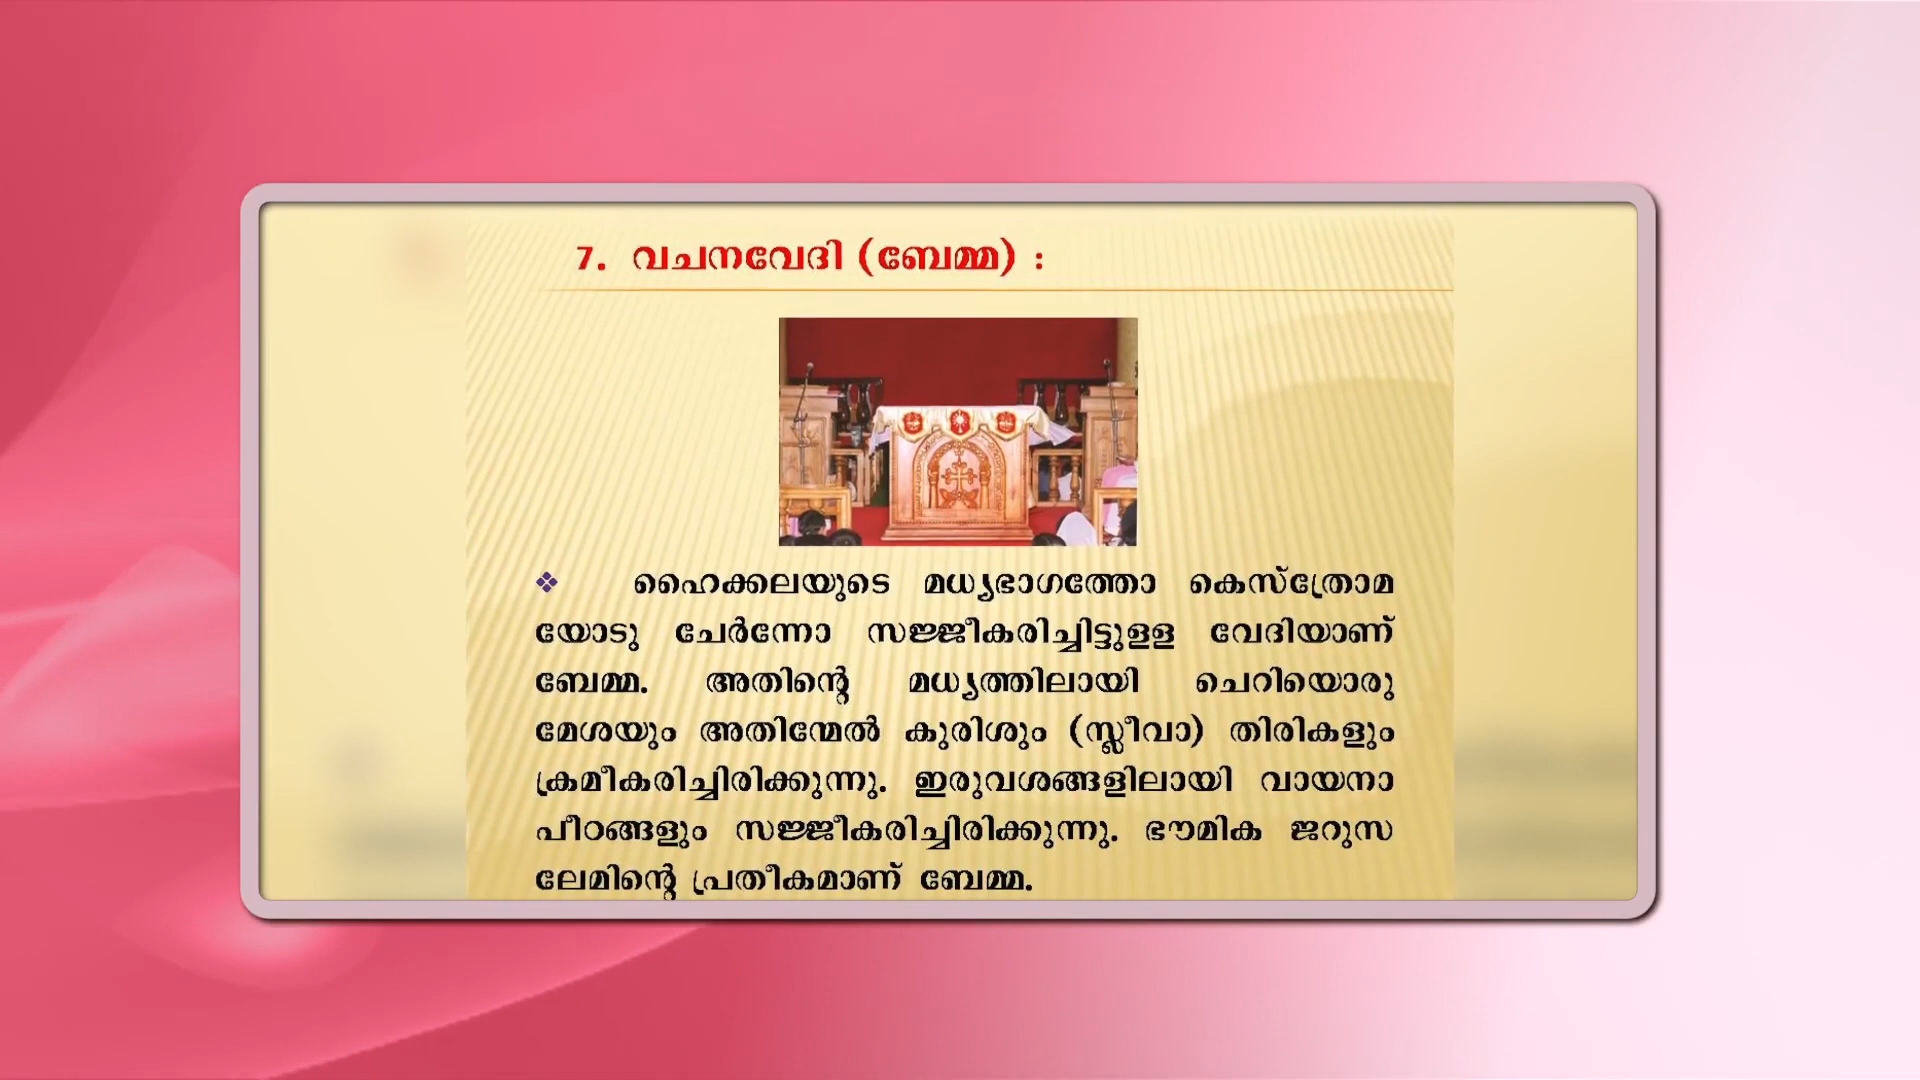 7. വചനവേദി (ബേമ്മ) :
ഹൈക്കലയുടെ മധ്യഭാഗത്തോ കെസ്ത്രോമ
യോടു ചേർന്നോ സജ്ജീകരിച്ചിട്ടുളള വേദിയാണ്
ബേമ്മ. അതിന്റെ മധ്യത്തിലായി ചെറിയൊരു
മേശയും അതിന്മേൽ കുരിശും (സ്ലീവാ) തിരികളും
ക്രമീകരിച്ചിരിക്കുന്നു. ഇരുവശങ്ങളിലായി വായനാ
പീഠങ്ങളും സജ്ജീകരിച്ചിരിക്കുന്നു. ഭൗമിക ജറുസ
ലേമിന്റെ പ്രതീകമാണ് ബേമ്മ.